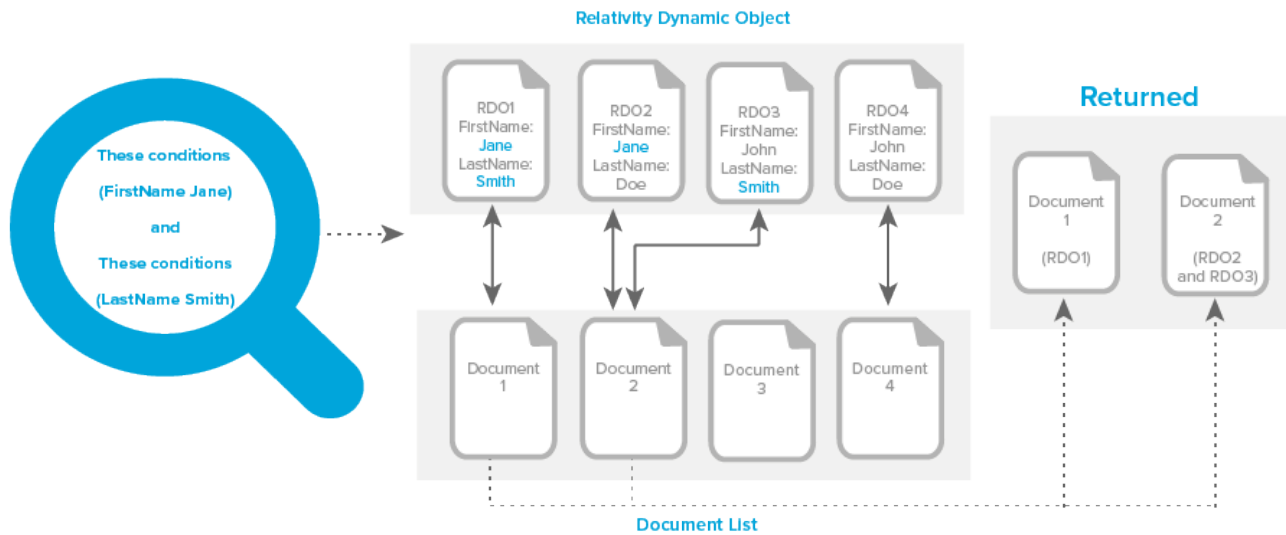 Relativity Dynamic Object
These conditions
(FirstName Jane)
and
These conditions
(LastName Smith)
RDO1
FirstName:
Jane
LastName:
Smith
RDO2
FirstName:
Jane
LastName:
Doe
RDO3
FirstName:
John
LastName:
Smith
RDO4
FirstName:
John
LastName:
Doe
Returned
Document
1
(RDO1)
Document
2
(RDO2
and RDO3)
Document
1
Document
2
Document
3
Document
4
Document List